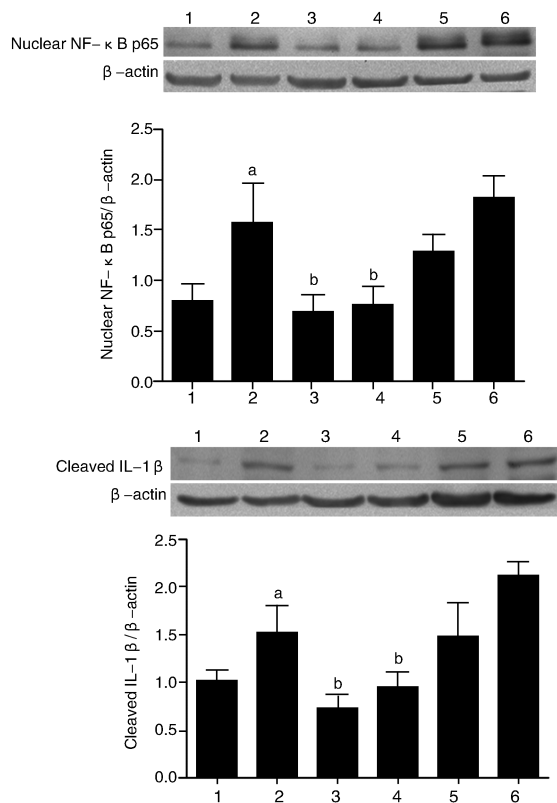 1 2 3 4 5 6
Nuclear NF− κ B p65
β −actin
Nuclear NF− κ B p65/ β −actin
2.5
2.0
1.5
1.0
0.5
0.0
a
b
b
1 2 3 4 5 6
1 2 3 4 5 6
Cleaved IL−1 β
β −actin
Cleaved IL−1 β / β −actin
2.5
2.0
1.5
1.0
0.5
0.0
a
b
b
1 2 3 4 5 6